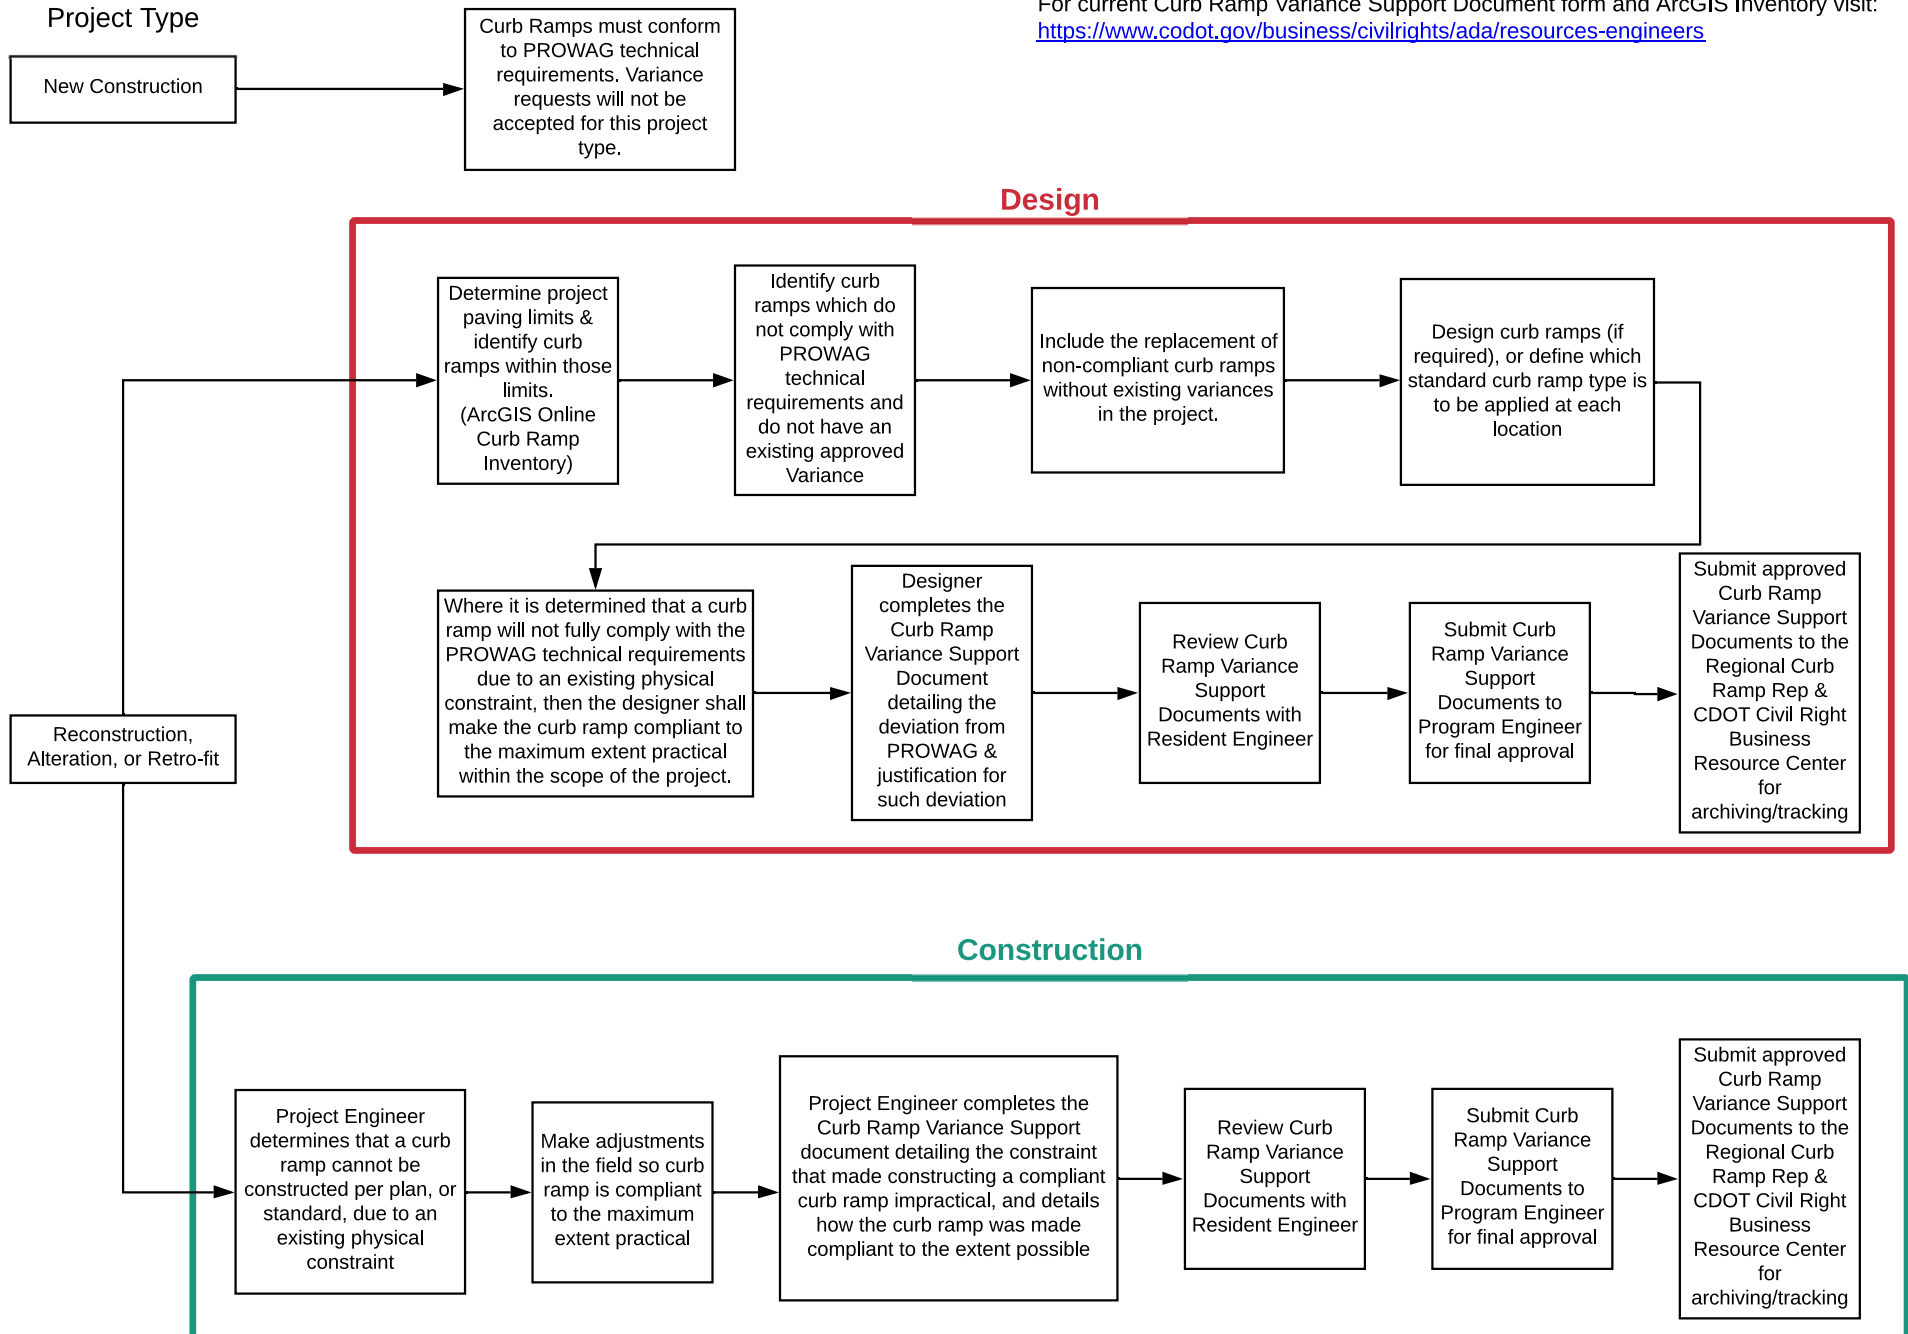 Project Type
For current Curb Ramp Variance Support Document form and ArcGIS Inventory visit:
https://www.codot.gov/business/civilrights/ada/resources-engineers
New Construction
Curb Ramps must conform
to PROWAG technical
requirements. Variance
requests will not be
accepted for this project
type.
Design
Determine project
paving limits &
identify curb
ramps within those
limits.
(ArcGIS Online
Curb Ramp
Inventory)
Identify curb
ramps which do
not comply with
PROWAG
technical
requirements and
do not have an
existing approved
Variance
Include the replacement of
non-compliant curb ramps
without existing variances
in the project.
Design curb ramps (if
required), or define which
standard curb ramp type is
to be applied at each
location
Where it is determined that a curb
ramp will not fully comply with the
PROWAG technical requirements
due to an existing physical
constraint, then the designer shall
make the curb ramp compliant to
the maximum extent practical
within the scope of the project.
Designer
completes the
Curb Ramp
Variance Support
Document
detailing the
deviation from
PROWAG &
justification for
such deviation
Review Curb
Ramp Variance
Support
Documents with
Resident Engineer
Submit Curb
Ramp Variance
Support
Documents to
Program Engineer
for final approval
Submit approved
Curb Ramp
Variance Support
Documents to the
Regional Curb
Ramp Rep &
CDOT Civil Right
Business
Resource Center
for
archiving/tracking
Reconstruction,
Alteration, or Retro-fit
Construction
Project Engineer
determines that a curb
ramp cannot be
constructed per plan, or
standard, due to an
existing physical
constraint
Make adjustments
in the field so curb
ramp is compliant
to the maximum
extent practical
Project Engineer completes the
Curb Ramp Variance Support
document detailing the constraint
that made constructing a compliant
curb ramp impractical, and details
how the curb ramp was made
compliant to the extent possible
Review Curb
Ramp Variance
Support
Documents with
Resident Engineer
Submit Curb
Ramp Variance
Support
Documents to
Program Engineer
for final approval
Submit approved
Curb Ramp
Variance Support
Documents to the
Regional Curb
Ramp Rep &
CDOT Civil Right
Business
Resource Center
for
archiving/tracking